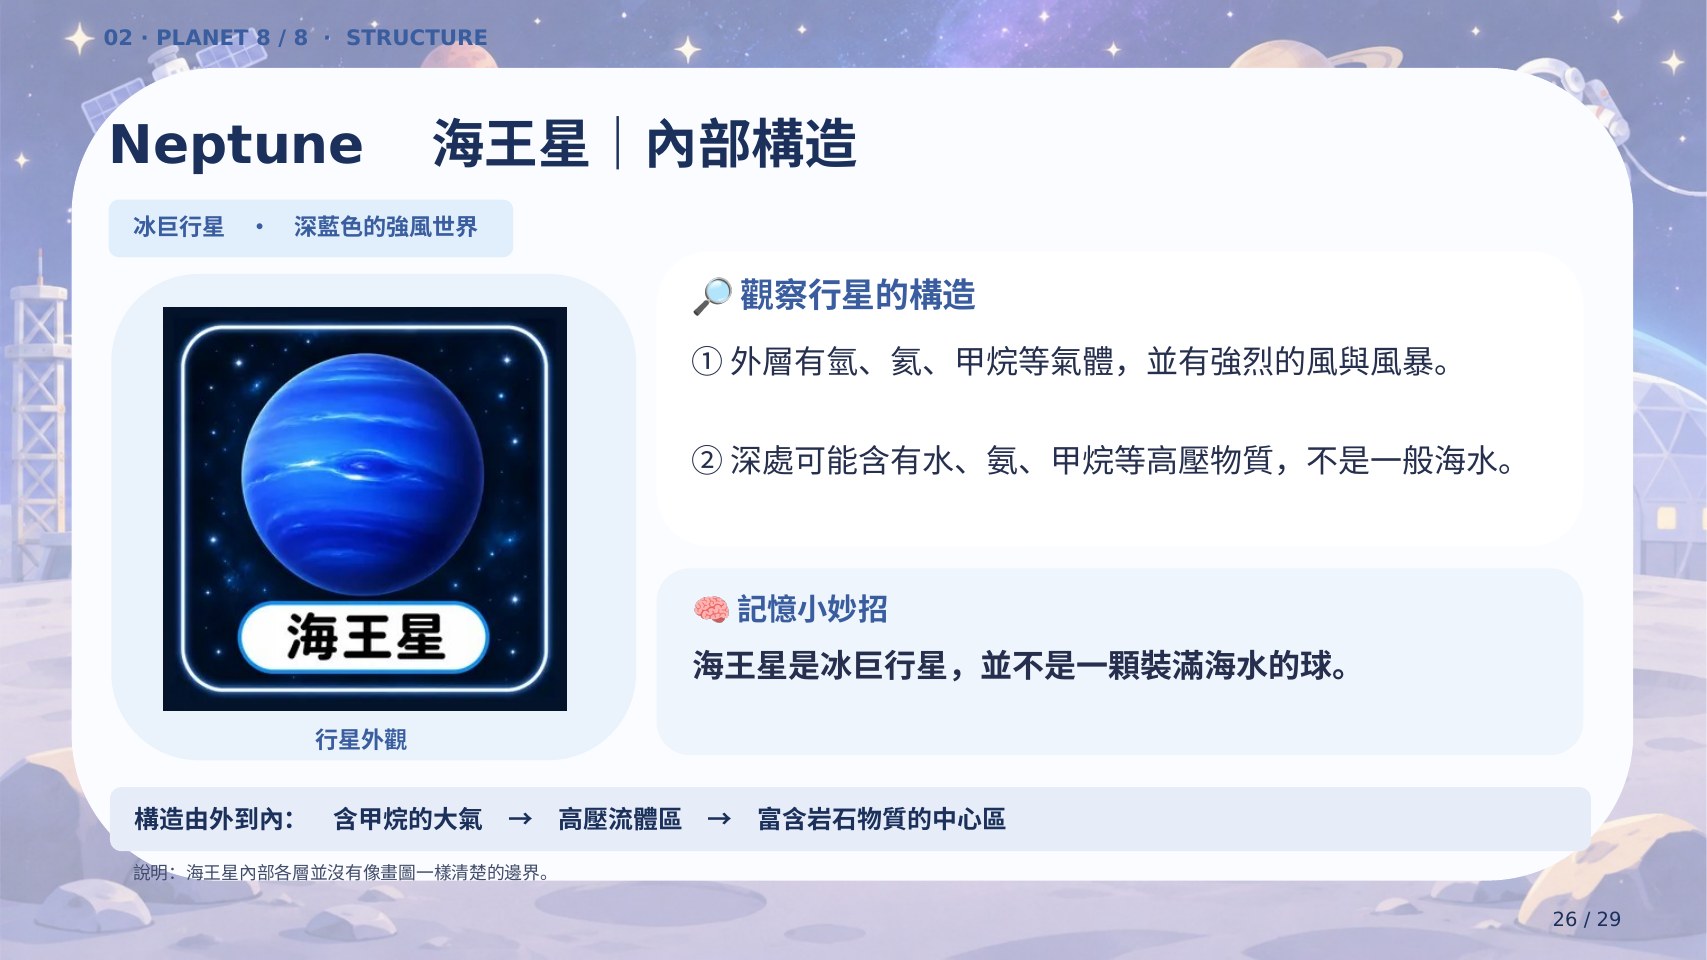 02 · PLANET 8 / 8 · STRUCTURE
Neptune 海王星｜內部構造
冰巨行星 • 深藍色的強風世界
海王星
行星外觀
🔎 觀察行星的構造
① 外層有氫、氦、甲烷等氣體，並有強烈的風與風暴。
② 深處可能含有水、氨、甲烷等高壓物質，不是一般海水。
🧠 記憶小妙招
海王星是冰巨行星，並不是一顆裝滿海水的球。
構造由外到內： 含甲烷的大氣 → 高壓流體區 → 富含岩石物質的中心區
說明：海王星內部各層並沒有像畫圖一樣清楚的邊界。
26 / 29